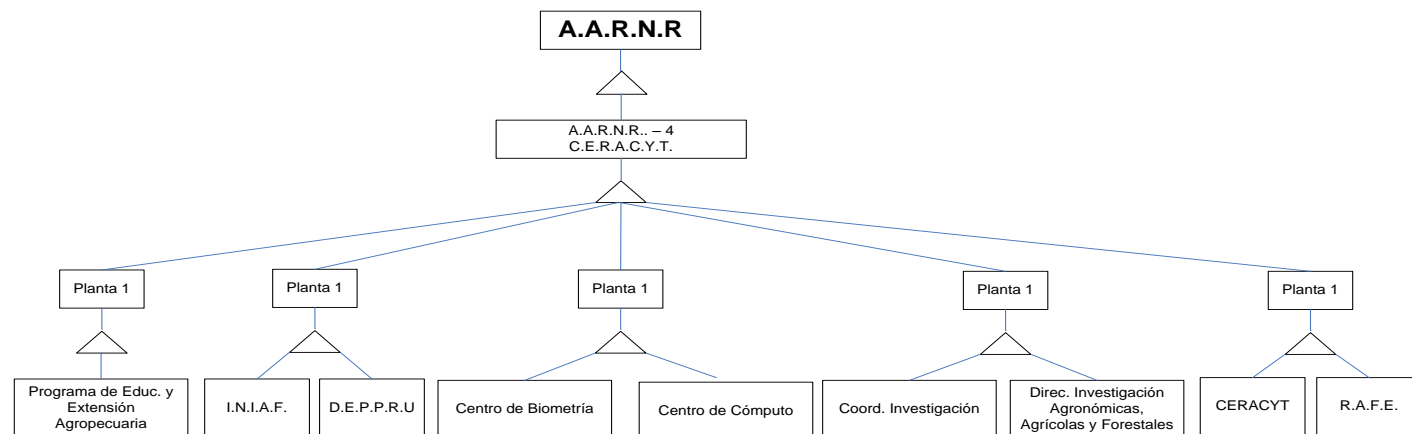 A.A.R.N.R
A.A.R.N.R.. – 4
C.E.R.A.C.Y.T.
Planta 1
Planta 1
Planta 1
Planta 1
Planta 1
Programa de Educ. y
Extensión
Agropecuaria
I.N.I.A.F.
D.E.P.P.R.U
Centro de Biometría
Centro de Cómputo
Coord. Investigación
Direc. Investigación
Agronómicas,
Agrícolas y Forestales
CERACYT
R.A.F.E.